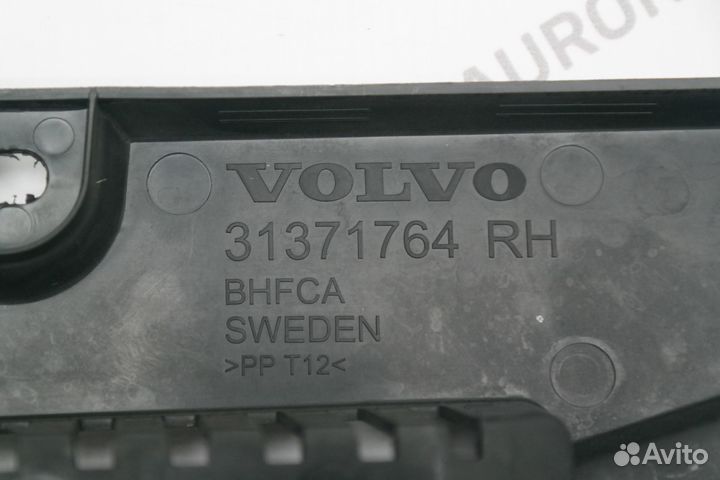 VOLVO
31371764 RH
BHFCA
SWEDEN
>PP T12<
Avito